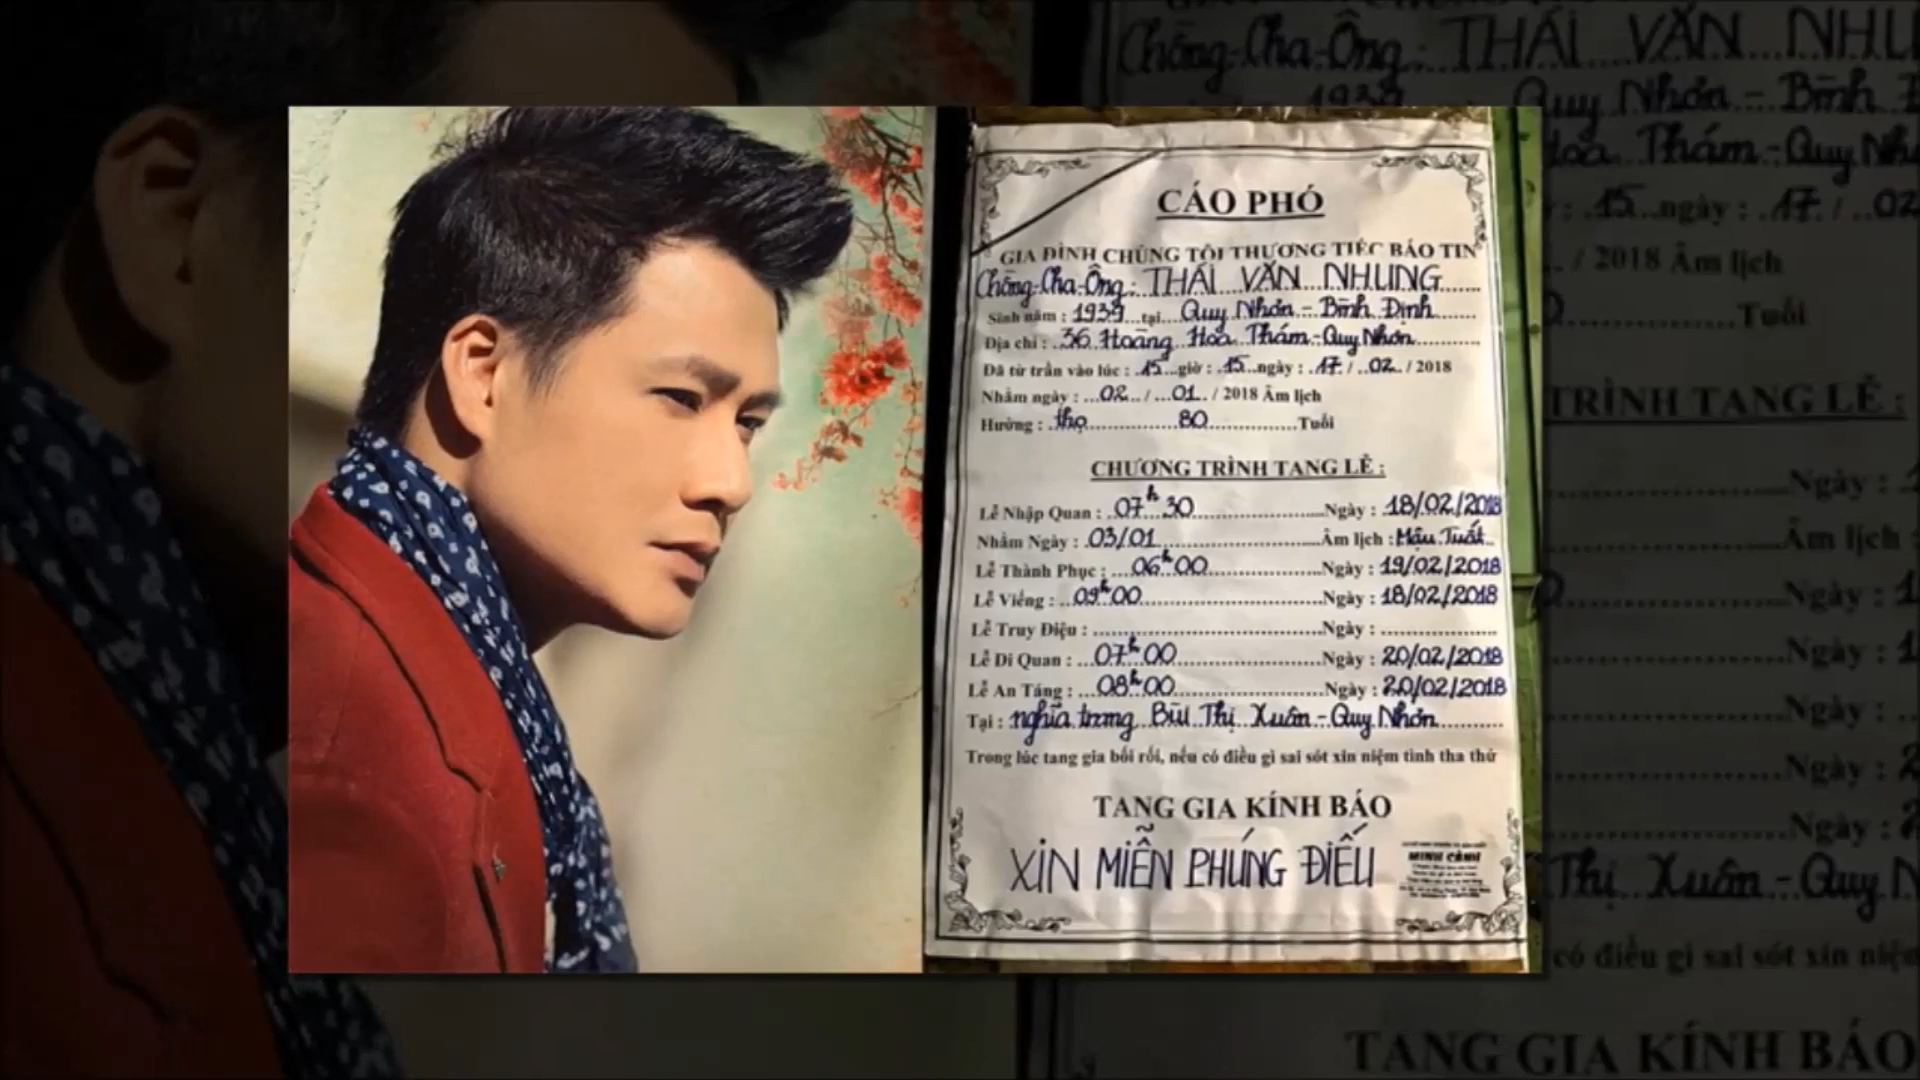 CÁO PHÓ
GIA ĐÌNH CHÚNG TÔI THƯƠNG TIẾC BÁO TIN
Chồng-Cha-Ông: THÁI VĂN NHUNG
Sinh năm : 1939 tại Quy Nhơn - Bình Định
Địa chỉ : 36 Hoàng Hoa Thám - Quy Nhơn
Đã từ trần vào lúc : 15 giờ : 15 ngày : 17 / 02 / 2018
Nhằm ngày : 02 / 01 / 2018 Âm lịch
Hưởng : thọ 80 Tuổi
CHƯƠNG TRÌNH TANG LỄ :
Lễ Nhập Quan : 07h30 Ngày : 18/02/2018
Nhằm Ngày : 03/01 Âm lịch : Mậu Tuất
Lễ Thành Phục : 06h00 Ngày : 19/02/2018
Lễ Viếng : 09h00 Ngày : 18/02/2018
Lễ Truy Điệu : Ngày :
Lễ Di Quan : 07h00 Ngày : 20/02/2018
Lễ An Táng : 08h00 Ngày : 20/02/2018
Tại : nghĩa trang Bùi Thị Xuân - Quy Nhơn
Trong lúc tang gia bối rối, nếu có điều gì sai sót xin niệm tình tha thứ
TANG GIA KÍNH BÁO
XIN MIỄN PHÚNG ĐIẾU